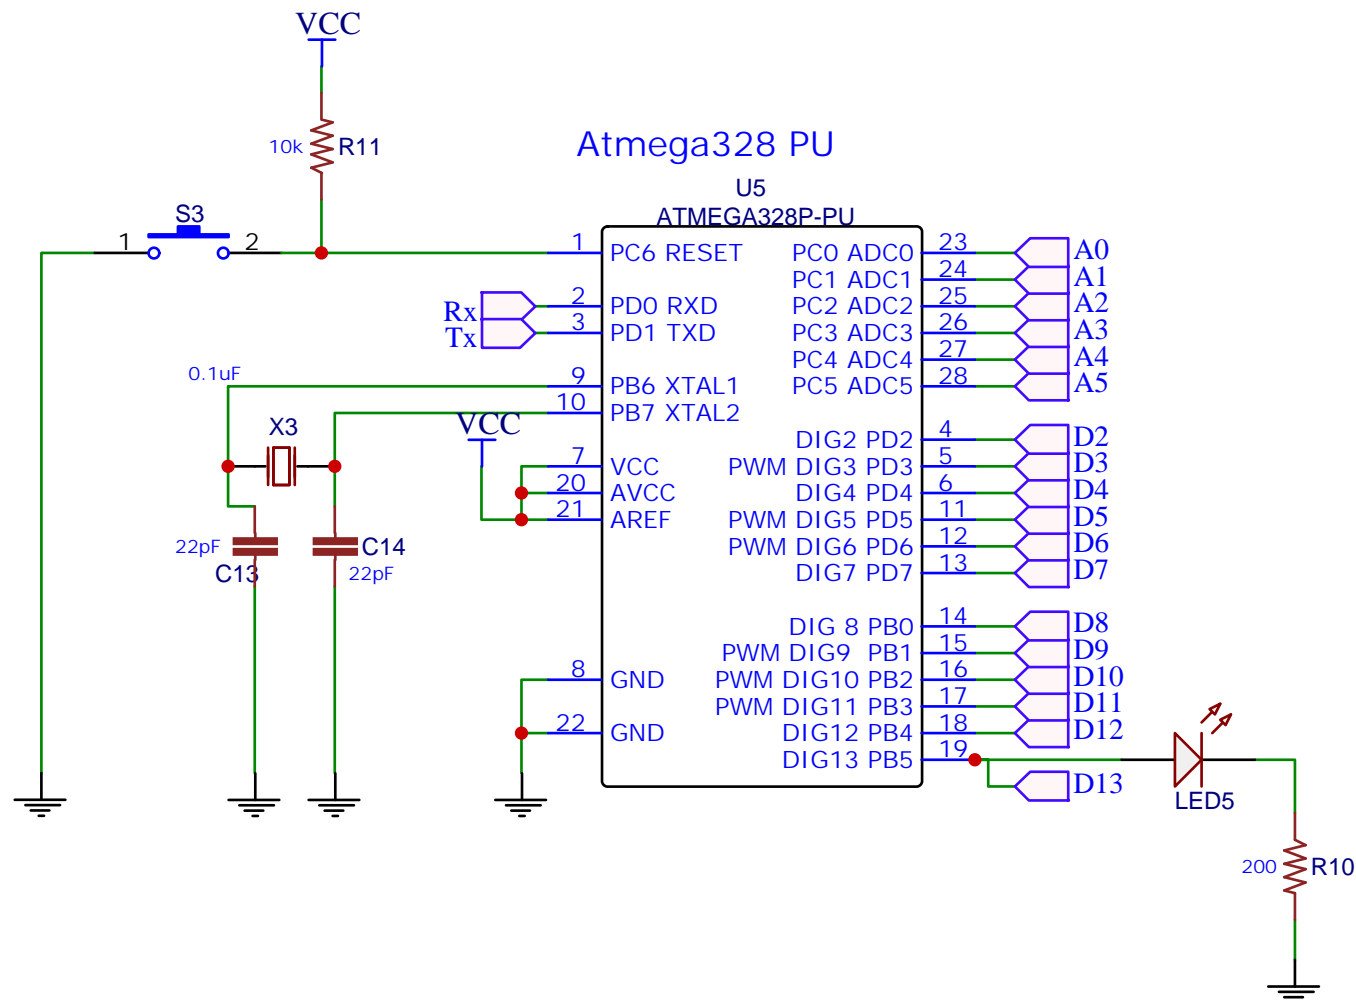 VCC
10k R11
Atmega328 PU
U5
ATMEGA328P-PU
S3
1 2
1 PC6 RESET
PC0 ADC0 23 A0
PC1 ADC1 24 A1
Rx 2 PD0 RXD
PC2 ADC2 25 A2
Tx 3 PD1 TXD
PC3 ADC3 26 A3
PC4 ADC4 27 A4
0.1uF
9 PB6 XTAL1
PC5 ADC5 28 A5
10 PB7 XTAL2
VCC
X3
DIG2 PD2 4 D2
7 VCC
PWM DIG3 PD3 5 D3
20 AVCC
DIG4 PD4 6 D4
21 AREF
PWM DIG5 PD5 11 D5
22pF C14
PWM DIG6 PD6 12 D6
C13 22pF
DIG7 PD7 13 D7
DIG 8 PB0 14 D8
PWM DIG9 PB1 15 D9
8 GND
PWM DIG10 PB2 16 D10
PWM DIG11 PB3 17 D11
22 GND
DIG12 PB4 18 D12
DIG13 PB5 19
D13
LED5
200 R10